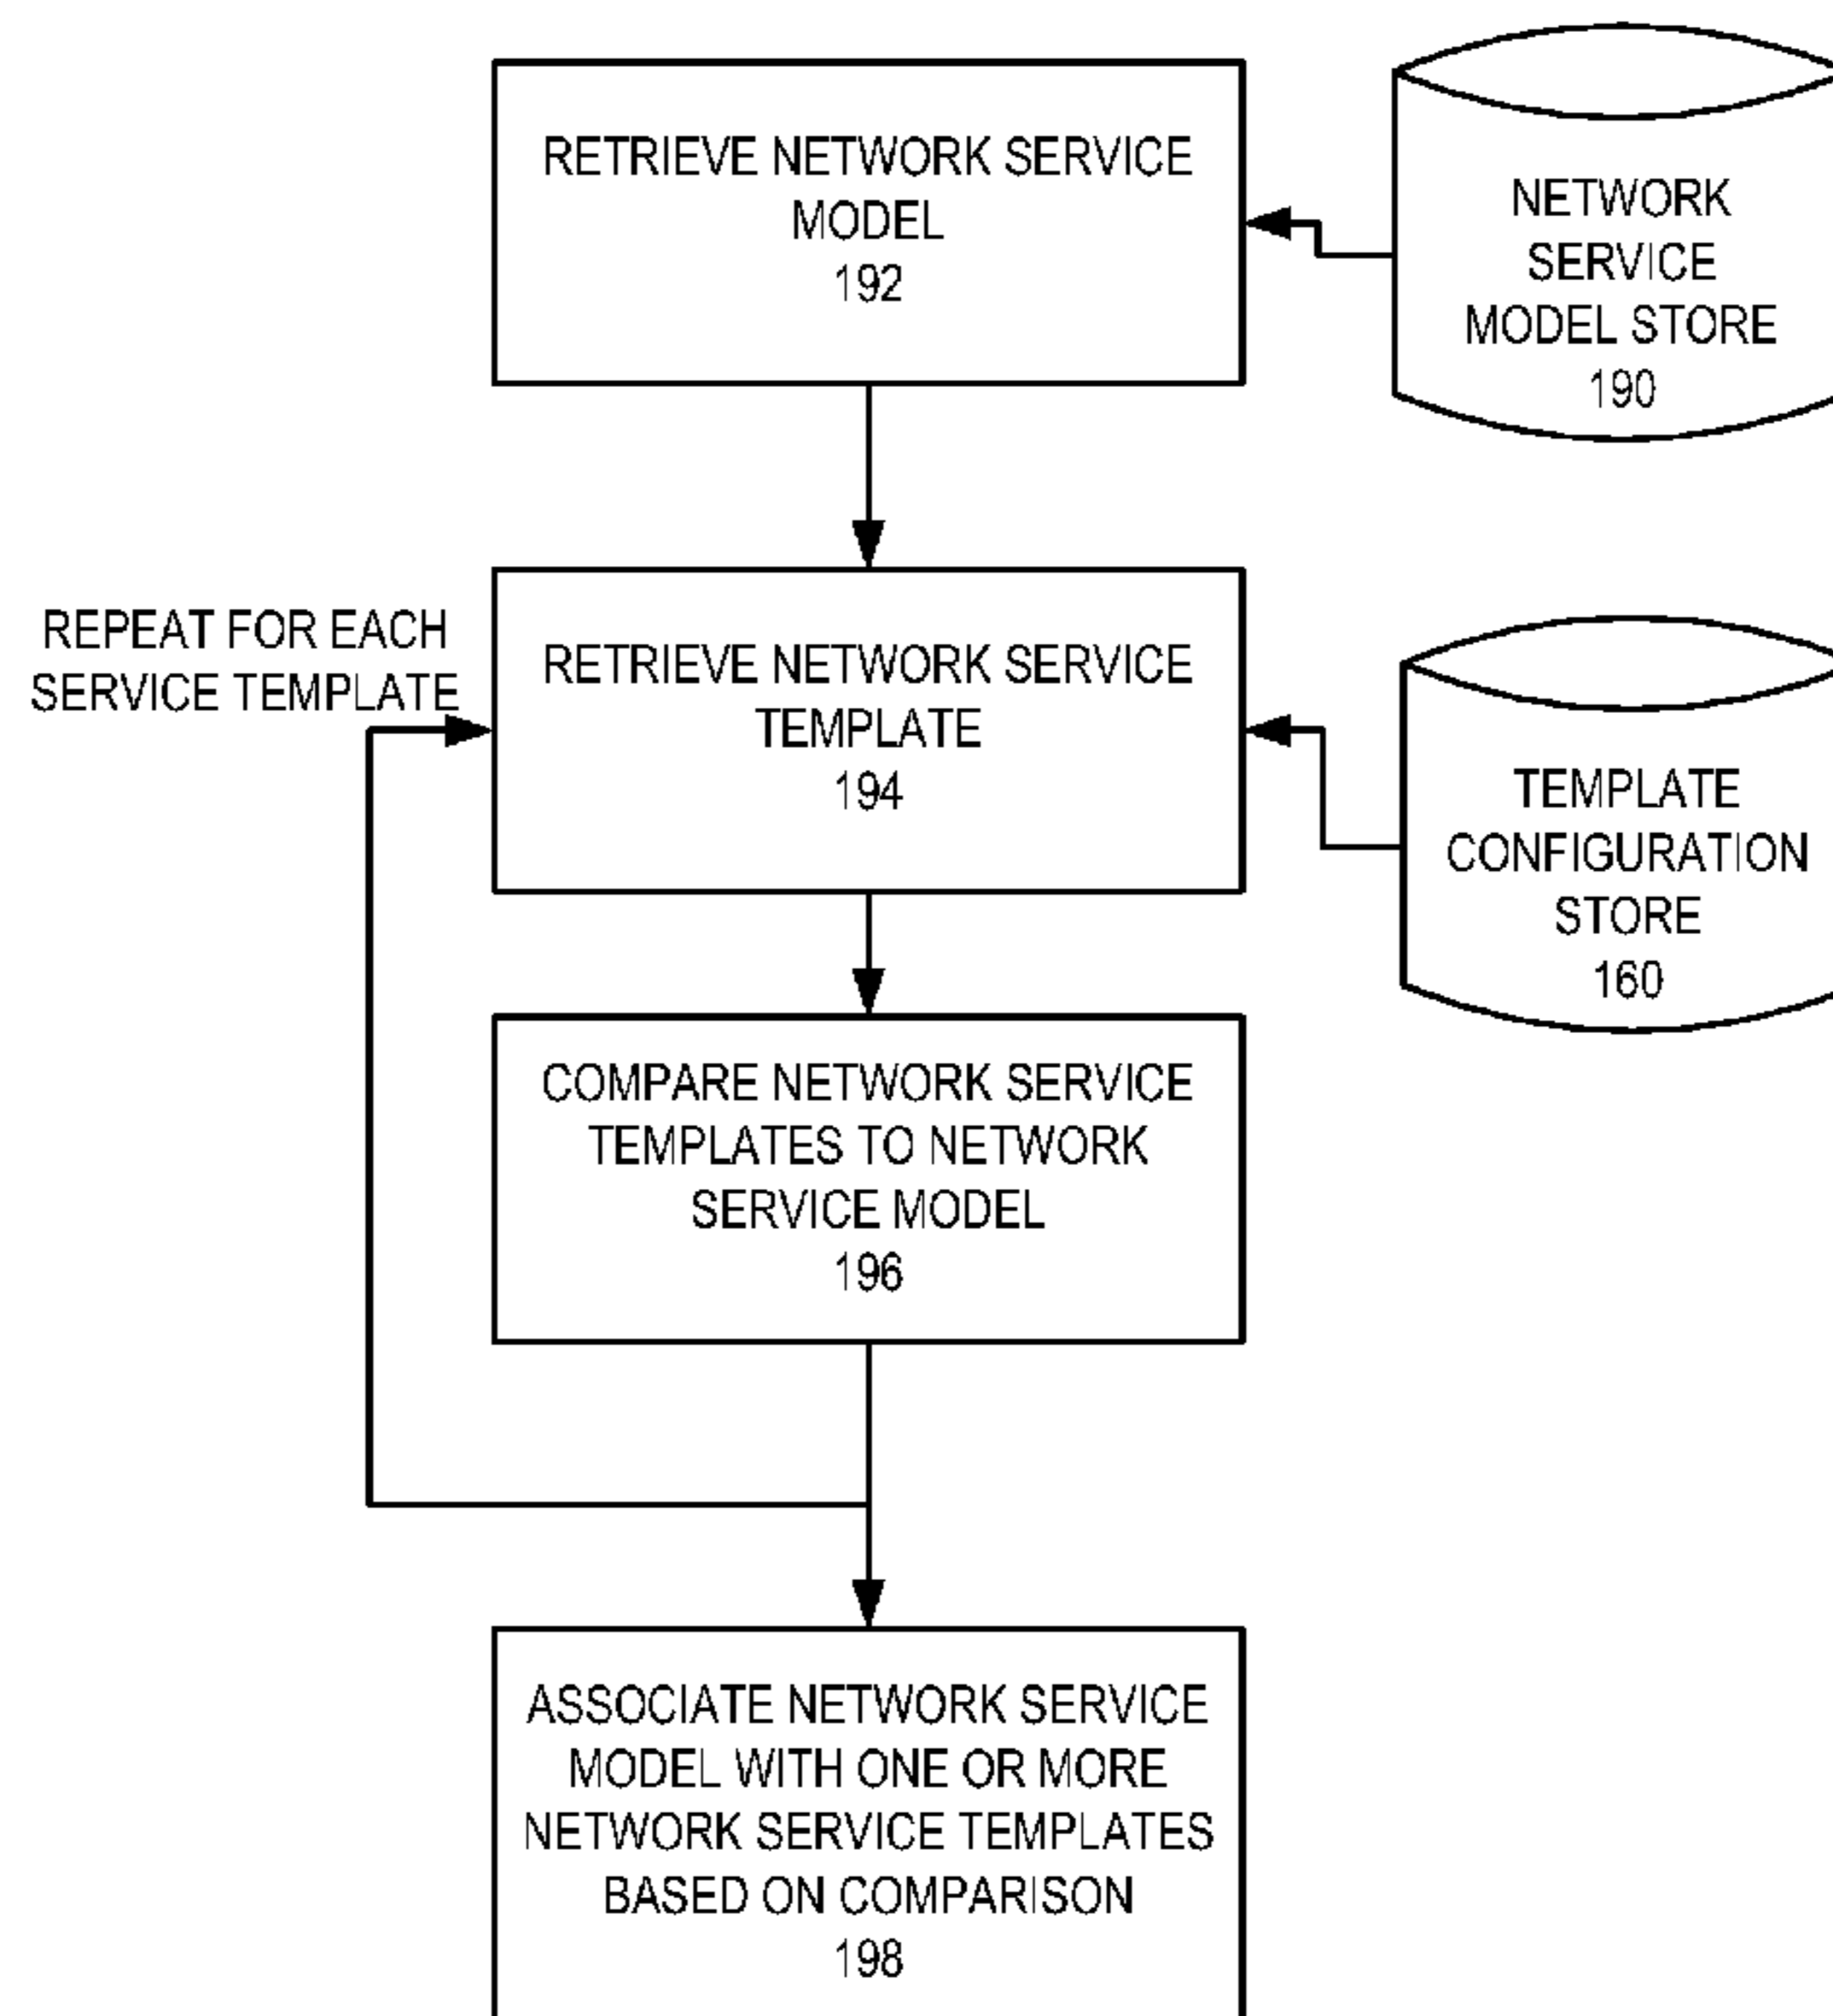 RETRIEVE NETWORK SERVICE
MODEL
192
NETWORK
SERVICE
MODEL STORE
190
REPEAT FOR EACH
SERVICE TEMPLATE
RETRIEVE NETWORK SERVICE
TEMPLATE
194
TEMPLATE
CONFIGURATION
STORE
160
COMPARE NETWORK SERVICE
TEMPLATES TO NETWORK
SERVICE MODEL
196
ASSOCIATE NETWORK SERVICE
MODEL WITH ONE OR MORE
NETWORK SERVICE TEMPLATES
BASED ON COMPARISON
198